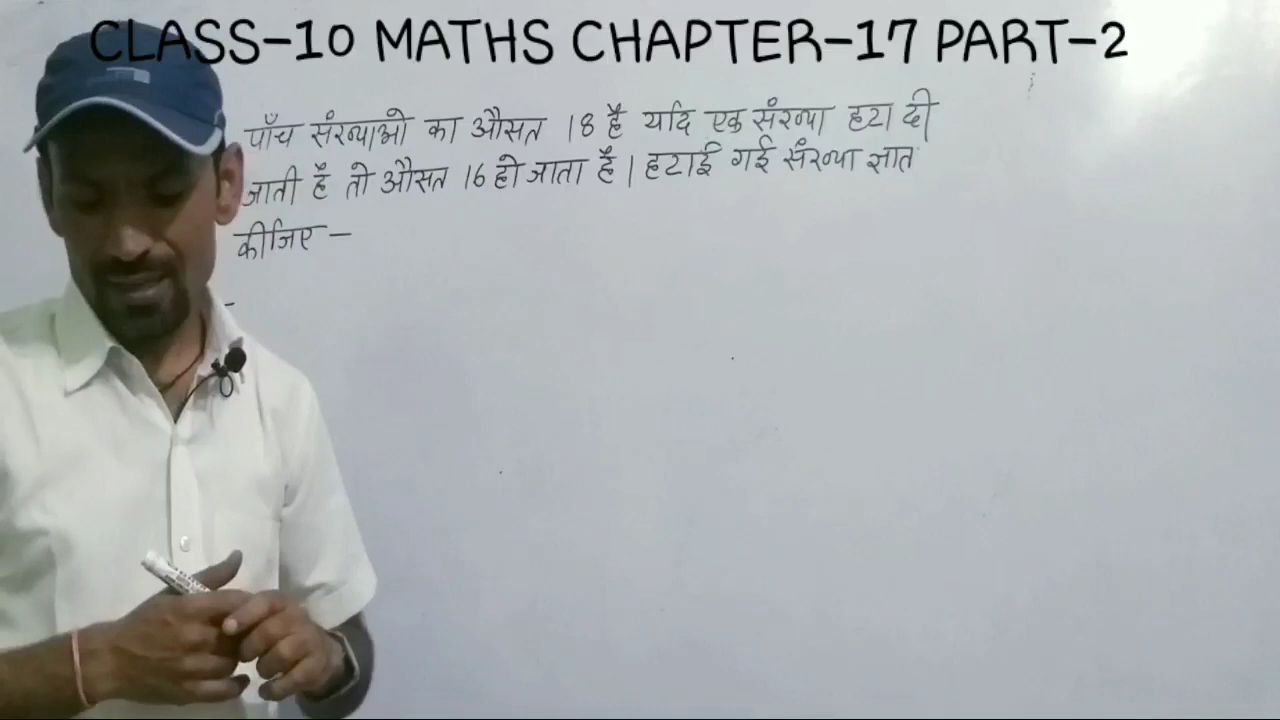 CLASS-10 MATHS CHAPTER-17 PART-2
पाँच संख्याओ का औसत 18 है यदि एक संख्या हटा दी
जाती है तो औसत 16 हो जाता है । हटाई गई संख्या ज्ञात
कीजिए -